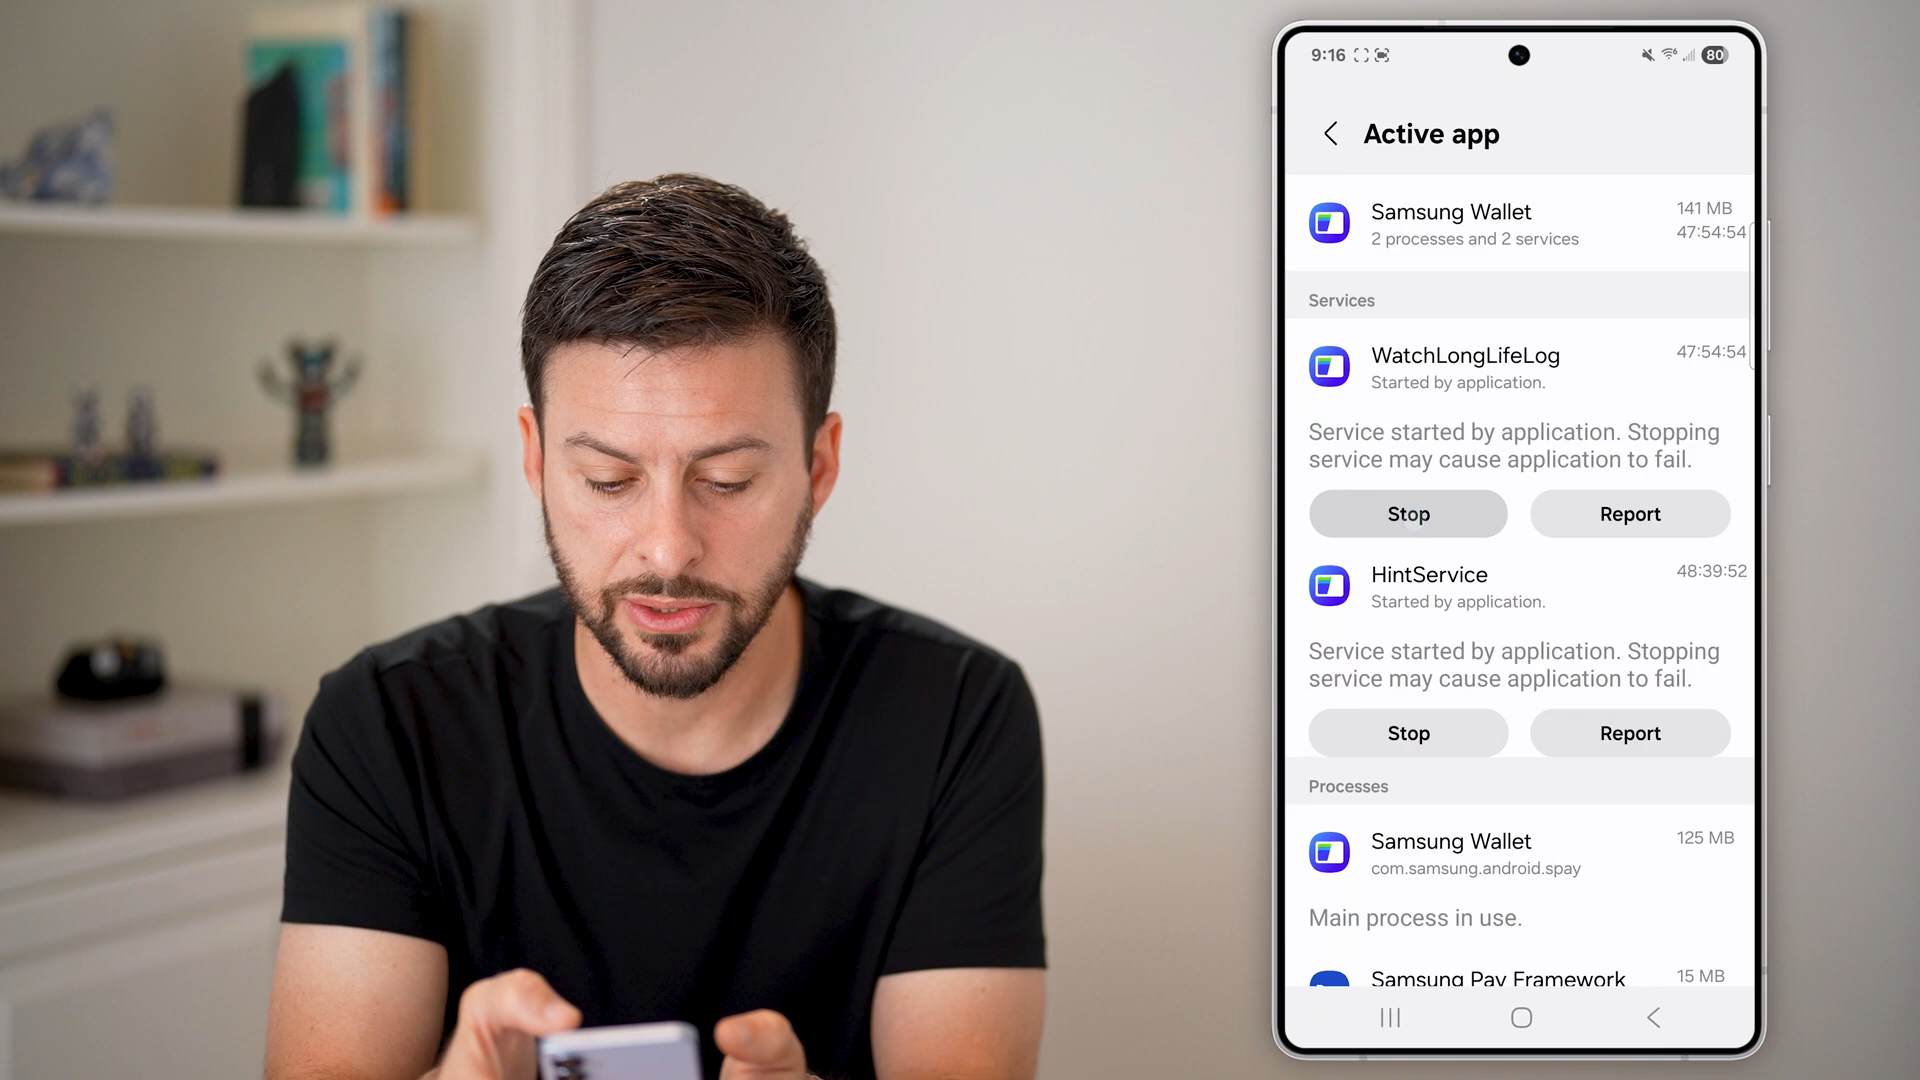 9:16
80
Active app
Samsung Wallet
141 MB
2 processes and 2 services
47:54:54
Services
WatchLongLifeLog
47:54:54
Started by application.
Service started by application. Stopping
service may cause application to fail.
Stop
Report
HintService
48:39:52
Started by application.
Service started by application. Stopping
service may cause application to fail.
Stop
Report
Processes
Samsung Wallet
125 MB
com.samsung.android.spay
Main process in use.
Samsung Pay Framework
15 MB